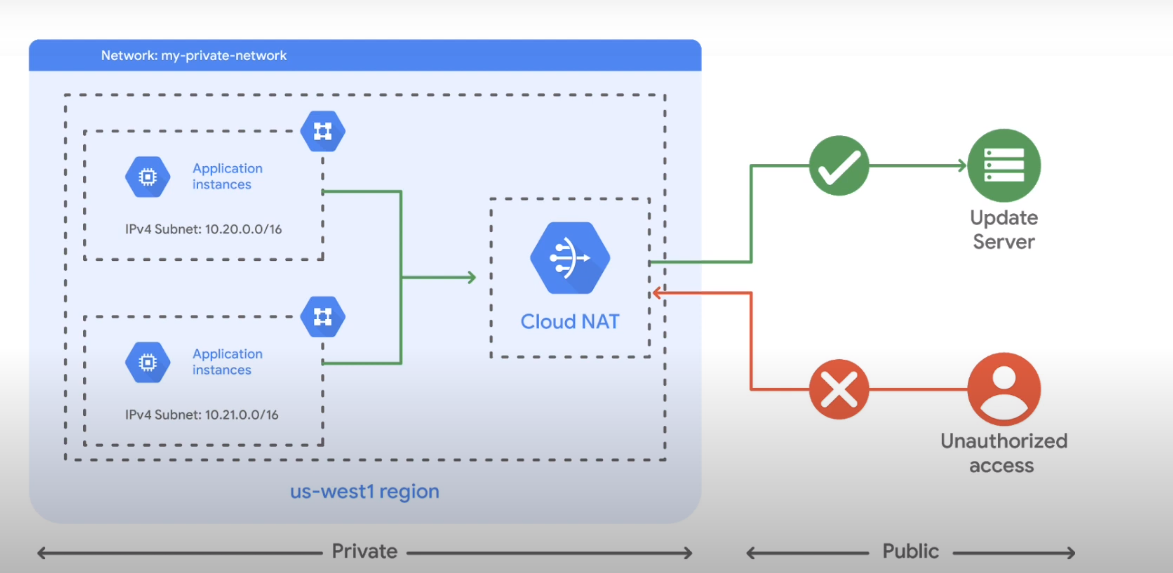 Network: my-private-network
Application
instances
IPv4 Subnet: 10.20.0.0/16
Application
instances
IPv4 Subnet: 10.21.0.0/16
Cloud NAT
us-west1 region
Update
Server
Unauthorized
access
Private
Public